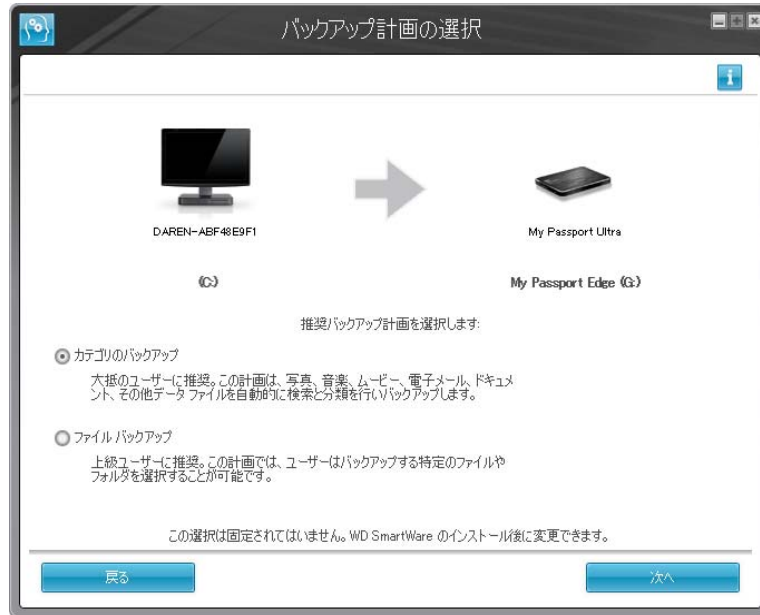 バックアップ計画の選択
DAREN-ABF48E9F1
My Passport Ultra
(C:)
My Passport Edge (G:)
推奨バックアップ計画を選択します:
カテゴリのバックアップ
大抵のユーザーに推奨。この計画は、写真、音楽、ムービー、電子メール、ドキュメ
ント、その他データ ファイルを自動的に検索と分類を行いバックアップします。
ファイル バックアップ
上級ユーザーに推奨。この計画では、ユーザーはバックアップする特定のファイルや
フォルダを選択することが可能です。
この選択は固定されてはいません。WD SmartWare のインストール後に変更できます。
戻る
次へ